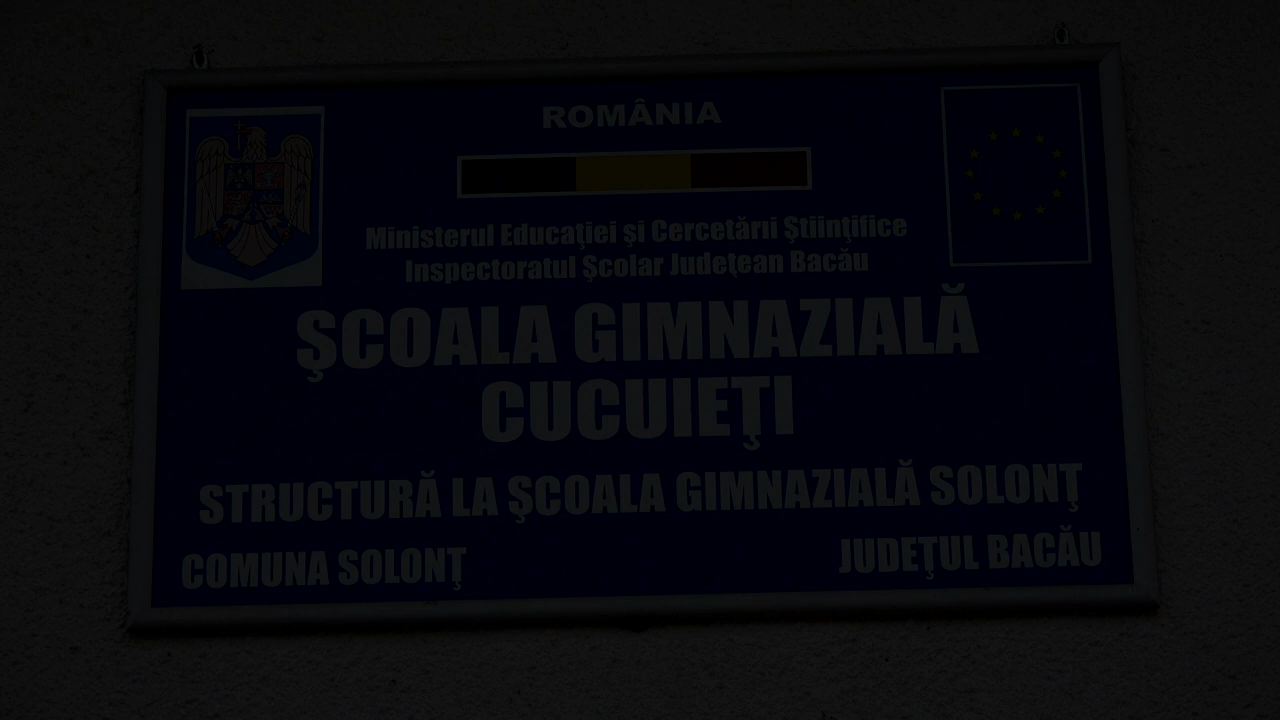 ROMÂNIA
Ministerul Educaţiei şi Cercetării Ştiinţifice
Inspectoratul Şcolar Judeţean Bacău
ŞCOALA GIMNAZIALĂ
CUCUIEŢI
STRUCTURĂ LA ŞCOALA GIMNAZIALĂ SOLONŢ
COMUNA SOLONŢ
JUDEŢUL BACĂU